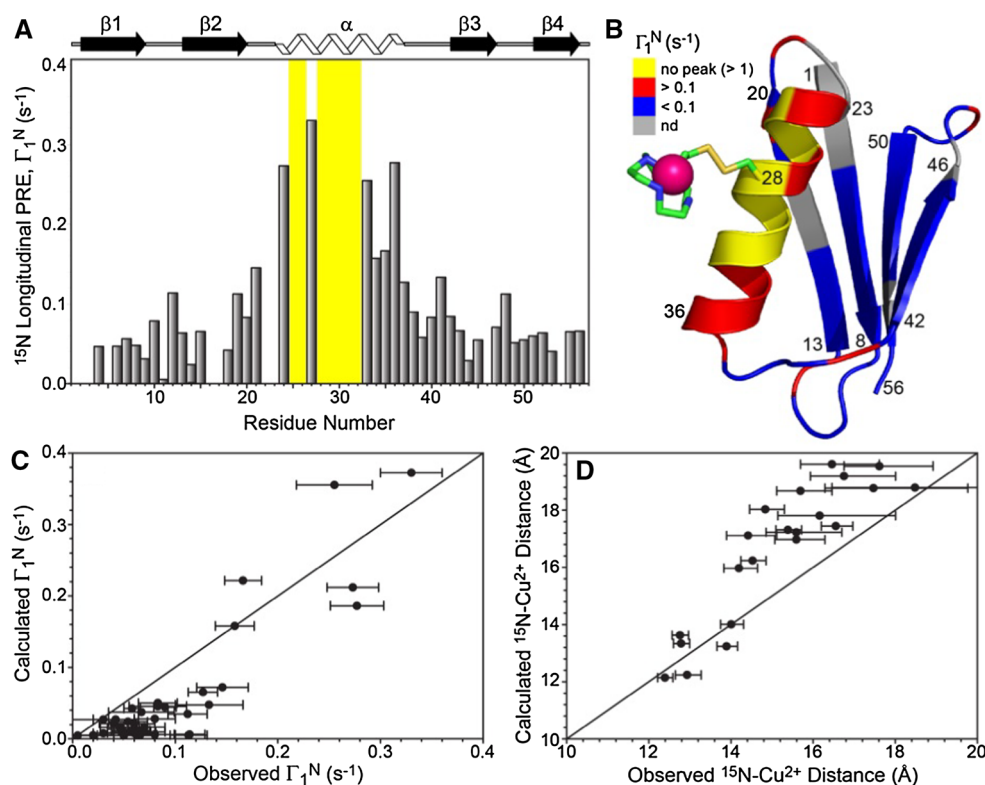 A
β1 β2 α β3 β4
¹⁵N Longitudinal PRE, Γ₁ᴺ (s⁻¹)
0.4
0.3
0.2
0.1
0.0
10 20 30 40 50
Residue Number
B
Γ₁ᴺ (s⁻¹)
no peak (> 1)
> 0.1
< 0.1
nd
1
20
23
50
46
28
36
13
8
42
56
C
Calculated Γ₁ᴺ (s⁻¹)
0.4
0.3
0.2
0.1
0.0
0.0 0.1 0.2 0.3 0.4
Observed Γ₁ᴺ (s⁻¹)
D
Calculated ¹⁵N-Cu²⁺ Distance (Å)
20
18
16
14
12
10
10 12 14 16 18 20
Observed ¹⁵N-Cu²⁺ Distance (Å)